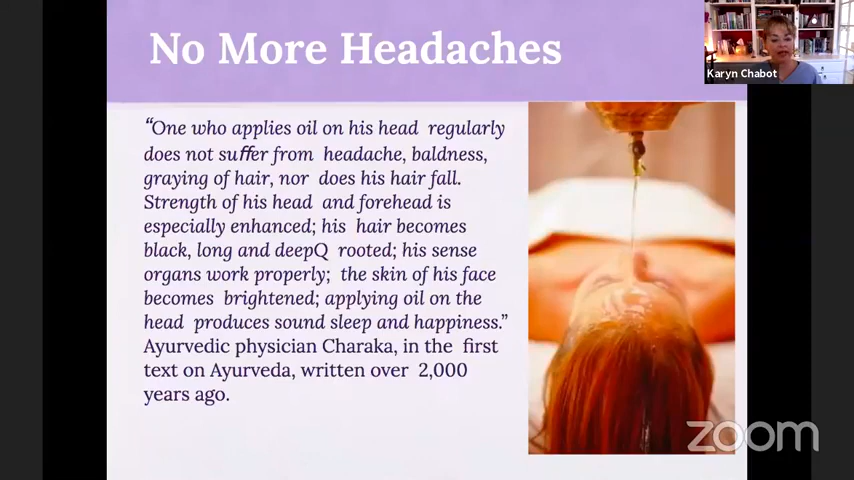 No More Headaches
Karyn Chabot
“One who applies oil on his head regularly
does not suffer from headache, baldness,
graying of hair, nor does his hair fall.
Strength of his head and forehead is
especially enhanced; his hair becomes
black, long and deepQ rooted; his sense
organs work properly; the skin of his face
becomes brightened; applying oil on the
head produces sound sleep and happiness.”
Ayurvedic physician Charaka, in the first
text on Ayurveda, written over 2,000
years ago.
zoom